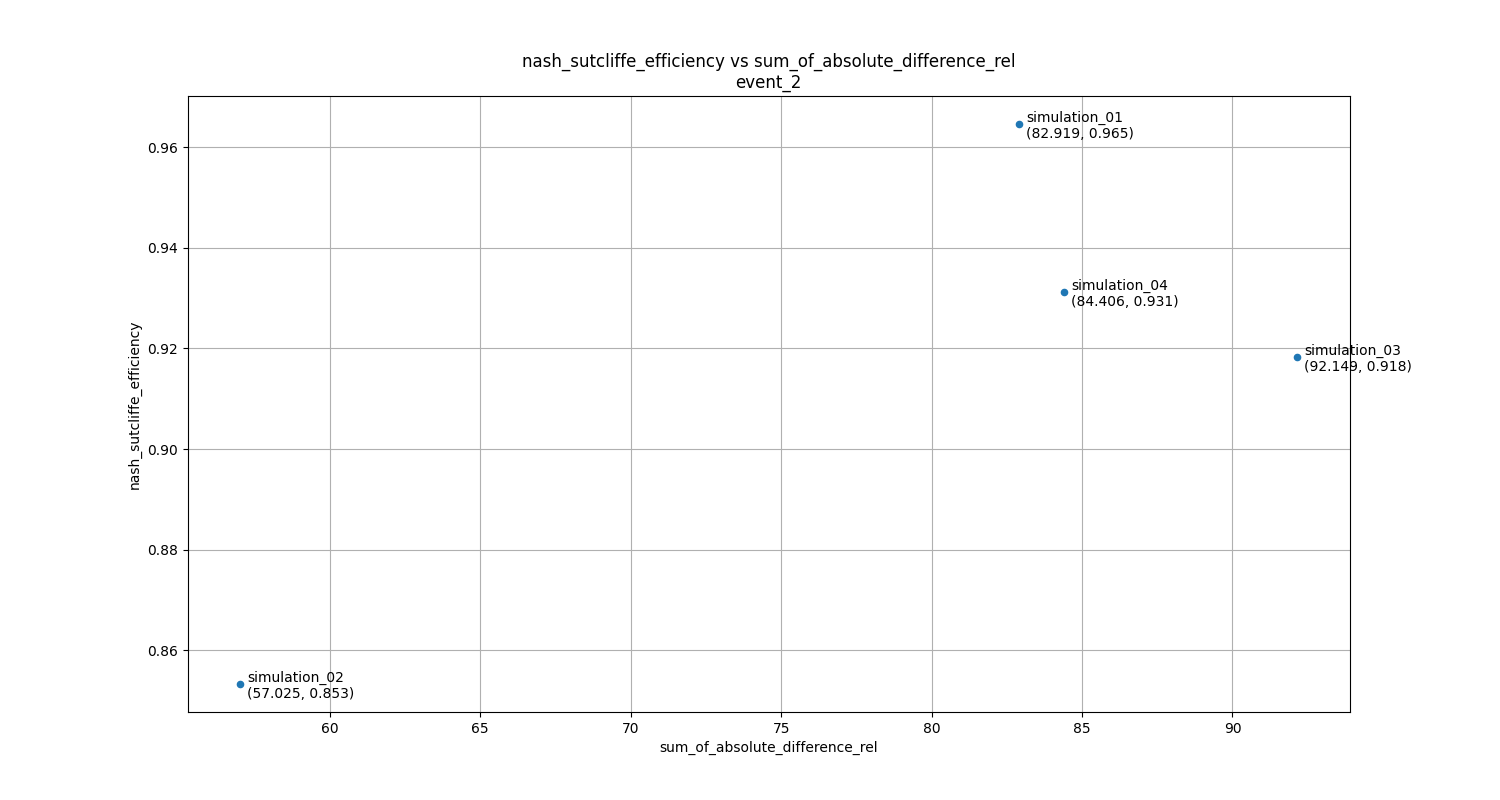 nash_sutcliffe_efficiency vs sum_of_absolute_difference_rel
event_2
simulation_01
(82.919, 0.965)
0.96
0.94
simulation_04
(84.406, 0.931)
0.92
simulation_03
(92.149, 0.918)
nash_sutcliffe_efficiency
0.90
0.88
0.86
simulation_02
(57.025, 0.853)
60 65 70 75 80 85 90
sum_of_absolute_difference_rel